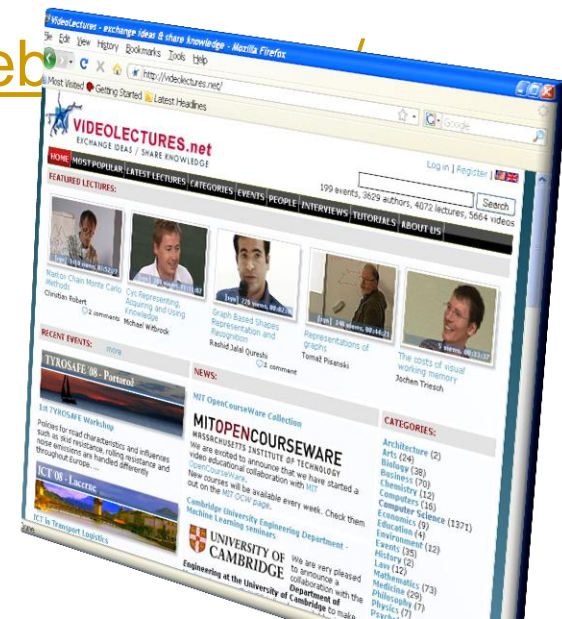 eb /
VideoLectures - exchange ideas & share knowledge - Mozilla Firefox
File Edit View History Bookmarks Tools Help
http://videolectures.net/
Google
Most Visited Getting Started Latest Headlines
VIDEOLECTURES.net
EXCHANGE IDEAS / SHARE KNOWLEDGE
Log in | Register |
Search
199 events, 3629 authors, 4072 lectures, 5664 videos
HOME MOST POPULAR LATEST LECTURES CATEGORIES EVENTS PEOPLE INTERVIEWS TUTORIALS ABOUT US
FEATURED LECTURES:
Markov Chain Monte Carlo Methods
Christian Robert
2 comments
Cyc Representing, Acquiring and Using Knowledge
Michael Witbrock
Graph Based Shapes Representation and Recognition
Rashid Jalal Qureshi
1 comment
Representations of graphs
Tomaž Pisanski
5 views, 00:33:37
The costs of visual working memory
Jochen Triesch
RECENT EVENTS: more
TYROSAFE '08 - Portorož
1st TYROSAFE Workshop
Policies for road characteristics and influences
such as skid resistance, rolling resistance and
noise emissions are handled differently
throughout Europe. ...
ICT '08 - Lucerne
ICT in Transport Logistics
NEWS:
MIT OpenCourseWare Collection
MITOPENCOURSEWARE
MASSACHUSETTS INSTITUTE OF TECHNOLOGY
We are excited to announce that we have started a
video educational collaboration with MIT
OpenCourseWare.
New courses will be available every week. Check them
out on the MIT OCW page.
Cambridge University Engineering Department -
Machine Learning seminars
UNIVERSITY OF
CAMBRIDGE
We are very pleased
to announce a
collaboration with the
Department of
Engineering at the University of Cambridge to make
CATEGORIES:
Architecture (2)
Arts (24)
Biology (38)
Business (70)
Chemistry (12)
Computers (16)
Computer Science (1371)
Economics (9)
Education (4)
Environment (12)
Events (35)
History (2)
Law (12)
Mathematics (73)
Medicine (29)
Philosophy (7)
Physics (7)